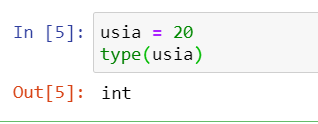 In [5]: usia = 20
type(usia)
Out[5]: int